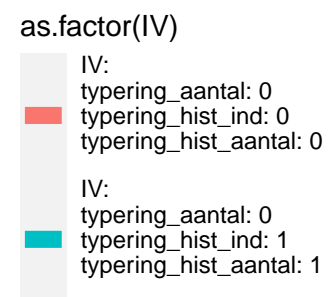 as.factor(IV)
IV:
typering_aantal: 0
typering_hist_ind: 0
typering_hist_aantal: 0
IV:
typering_aantal: 0
typering_hist_ind: 1
typering_hist_aantal: 1